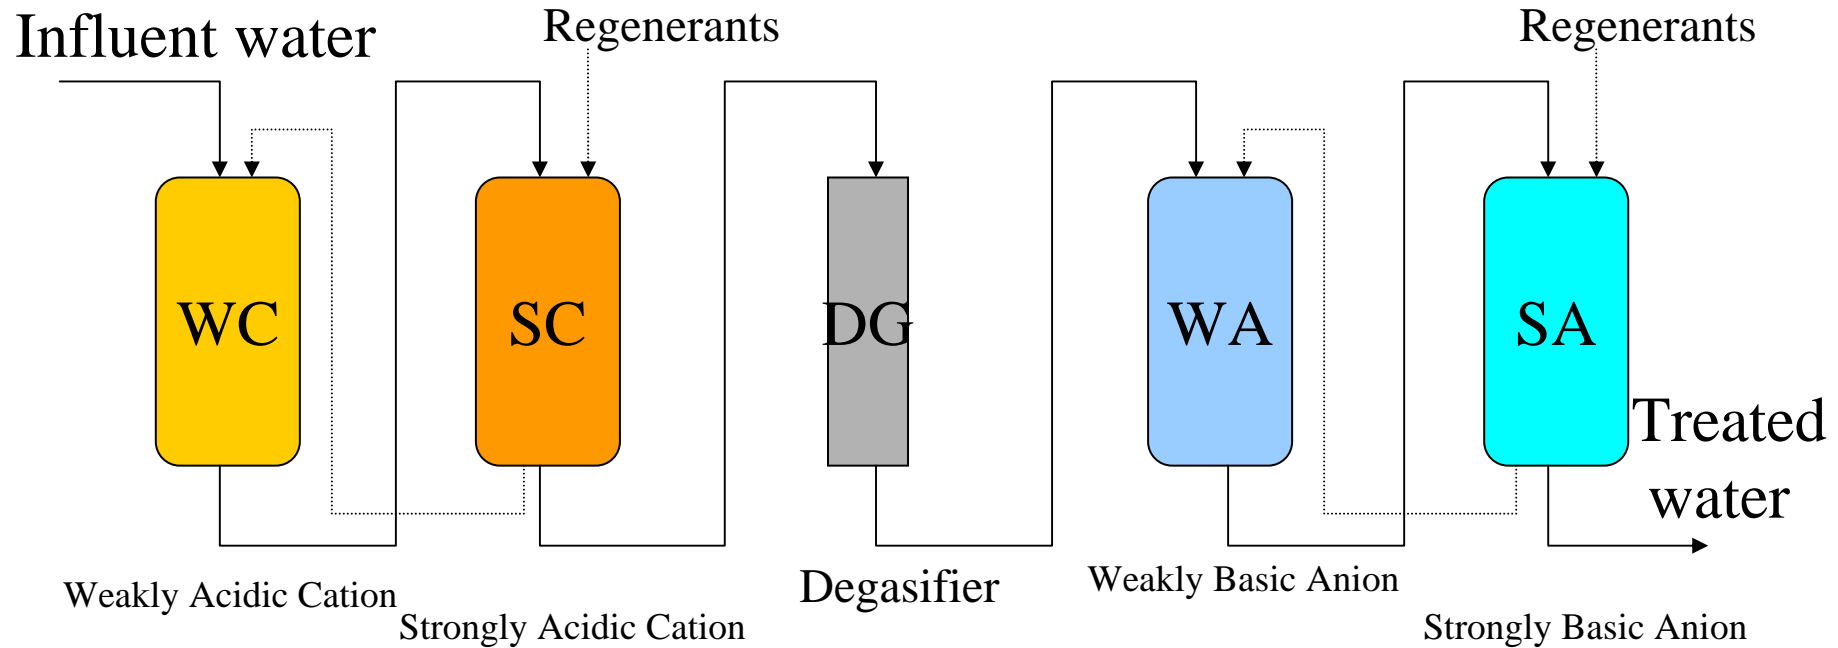 Influent water
Regenerants
Regenerants
WC
SC
DG
WA
SA
Treated
water
Weakly Acidic Cation
Strongly Acidic Cation
Degasifier
Weakly Basic Anion
Strongly Basic Anion